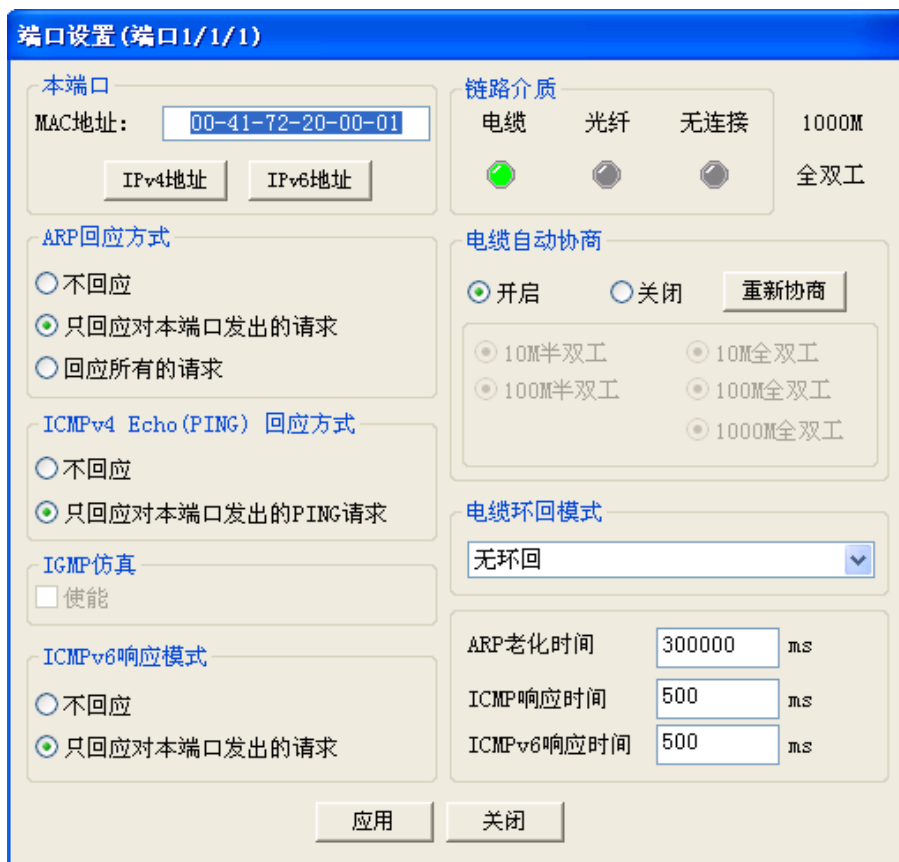 端口设置(端口1/1/1)
本端口
MAC地址: 00-41-72-20-00-01
IPv4地址 IPv6地址
链路介质
电缆 光纤 无连接 1000M
全双工
ARP回应方式
不回应
只回应对本端口发出的请求
回应所有的请求
电缆自动协商
开启 关闭 重新协商
10M半双工 10M全双工
100M半双工 100M全双工
1000M全双工
ICMPv4 Echo(PING) 回应方式
不回应
只回应对本端口发出的PING请求
电缆环回模式
无环回
IGMP仿真
使能
ICMPv6响应模式
不回应
只回应对本端口发出的请求
ARP老化时间 300000 ms
ICMP响应时间 500 ms
ICMPv6响应时间 500 ms
应用 关闭